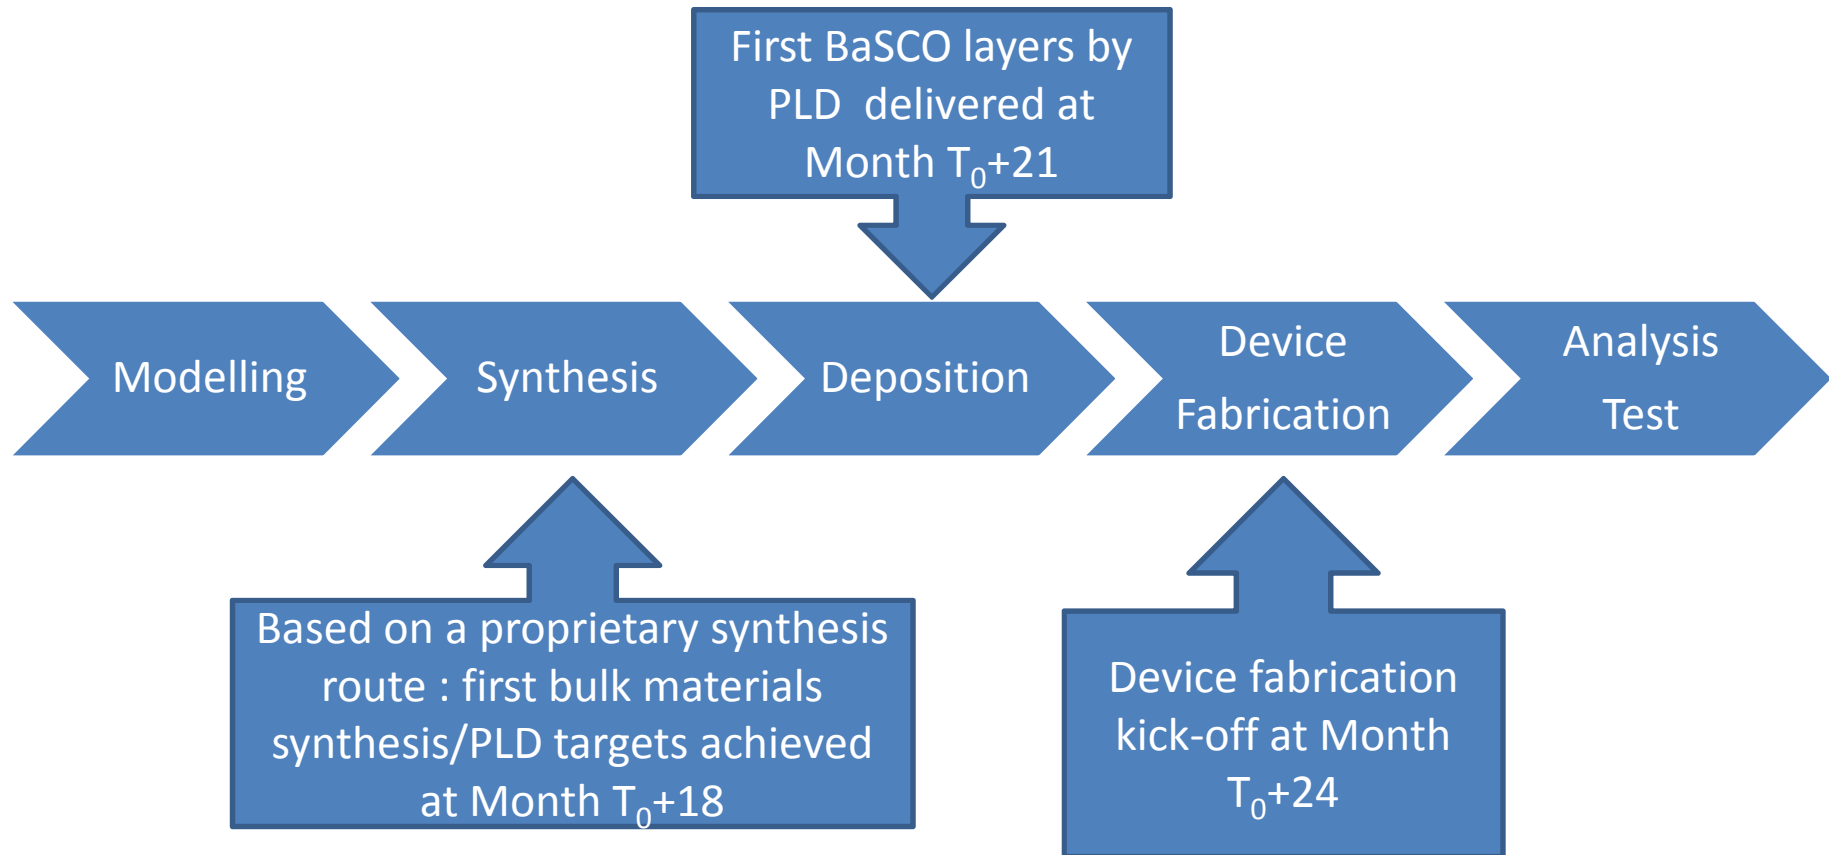 First BaSCO layers by
PLD  delivered at
Month T₀+21
Modelling
Synthesis
Deposition
Device
Fabrication
Analysis
Test
Based on a proprietary synthesis
route : first bulk materials
synthesis/PLD targets achieved
at Month T₀+18
Device fabrication
kick-off at Month
T₀+24